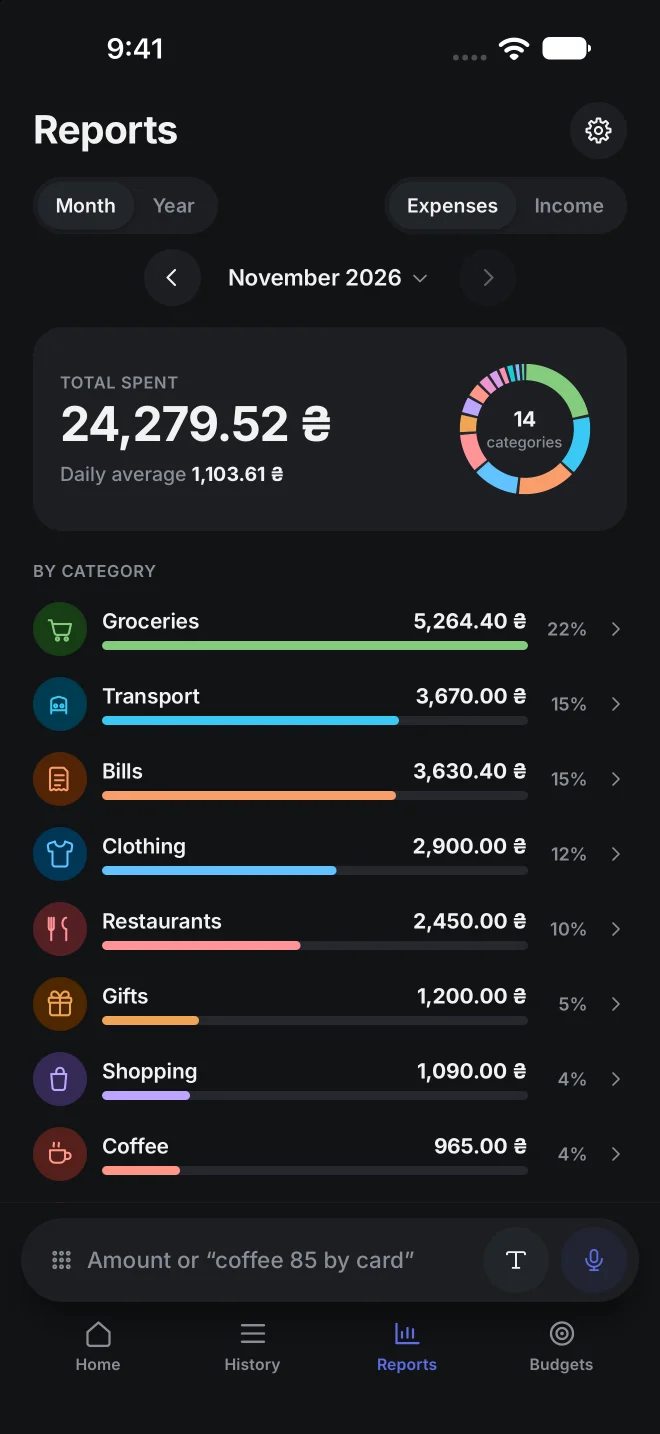 9:41
Reports
Month Year Expenses Income
November 2026
TOTAL SPENT
24,279.52 ₴
Daily average 1,103.61 ₴
14
categories
BY CATEGORY
Groceries 5,264.40 ₴ 22%
Transport 3,670.00 ₴ 15%
Bills 3,630.40 ₴ 15%
Clothing 2,900.00 ₴ 12%
Restaurants 2,450.00 ₴ 10%
Gifts 1,200.00 ₴ 5%
Shopping 1,090.00 ₴ 4%
Coffee 965.00 ₴ 4%
Amount or “coffee 85 by card” T
Home History Reports Budgets